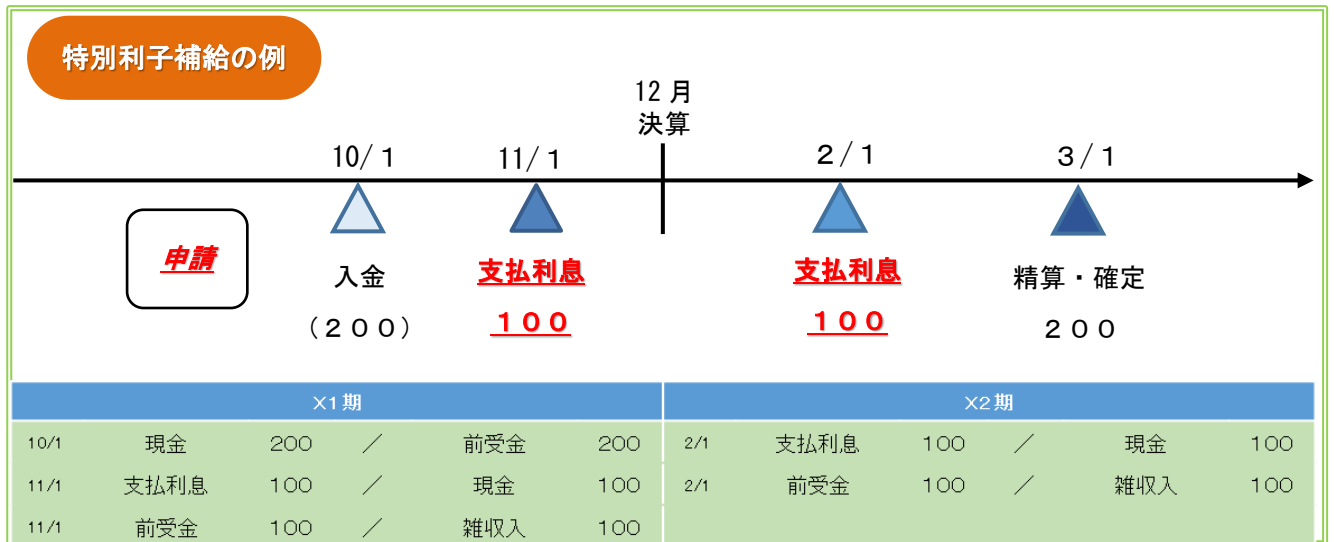 特別利子補給の例
12 月
決算
10/ 1 11/ 1 ２/１ ３/１
申請
入金 支払利息 支払利息 精算・確定
(２００) １００ １００ ２００
X1期 X2期
10/1 現金 200 ／ 前受金 200 2/1 支払利息 100 ／ 現金 100
11/1 支払利息 100 ／ 現金 100 2/1 前受金 100 ／ 雑収入 100
11/1 前受金 100 ／ 雑収入 100